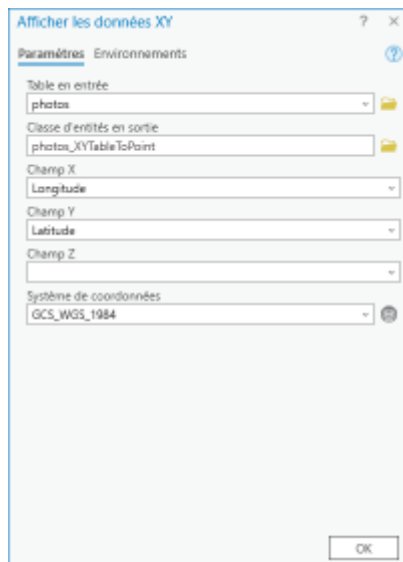 Afficher les données XY ? ×
Paramètres Environnements ?
Table en entrée
photos
Classe d'entités en sortie
photos_XYTableToPoint
Champ X
Longitude
Champ Y
Latitude
Champ Z
Système de coordonnées
GCS_WGS_1984
OK